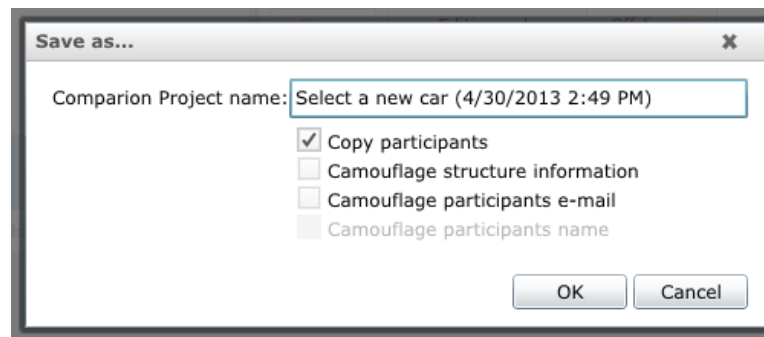 Save as...
Comparion Project name: Select a new car (4/30/2013 2:49 PM)
Copy participants
Camouflage structure information
Camouflage participants e-mail
Camouflage participants name
OK Cancel